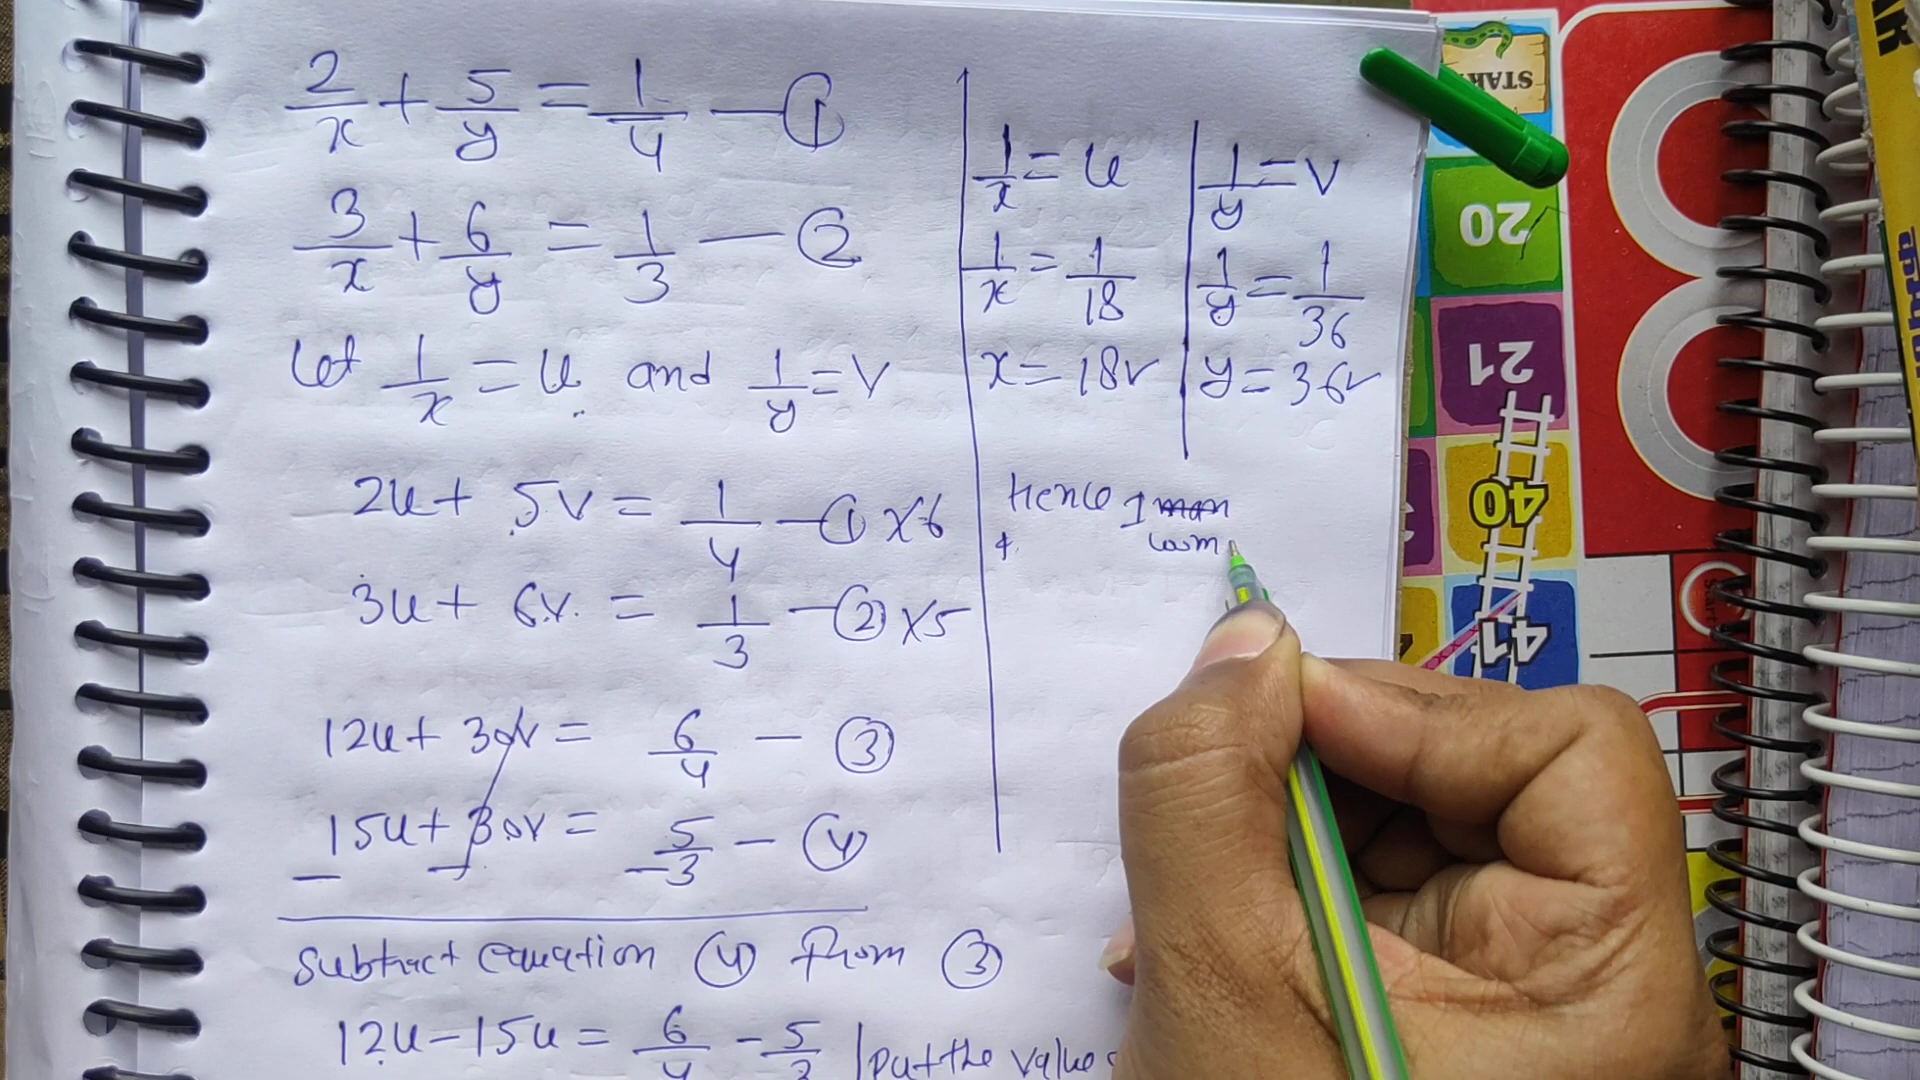 2/x + 5/y = 1/4 — ①
3/x + 6/y = 1/3 — ②
Let 1/x = u and 1/y = v
2u + 5v = 1/4 — ① × 6
3u + 6v = 1/3 — ② × 5
12u + 30v = 6/4 — ③
15u + 30v = 5/3 — ④
− − −
Subtract equation ④ from ③
12u − 15u = 6/4 − 5/3 | put the value
1/x = u
1/x = 1/18
x = 18
1/y = v
1/y = 1/36
y = 36
Hence 1 man
START
20
21
40
41